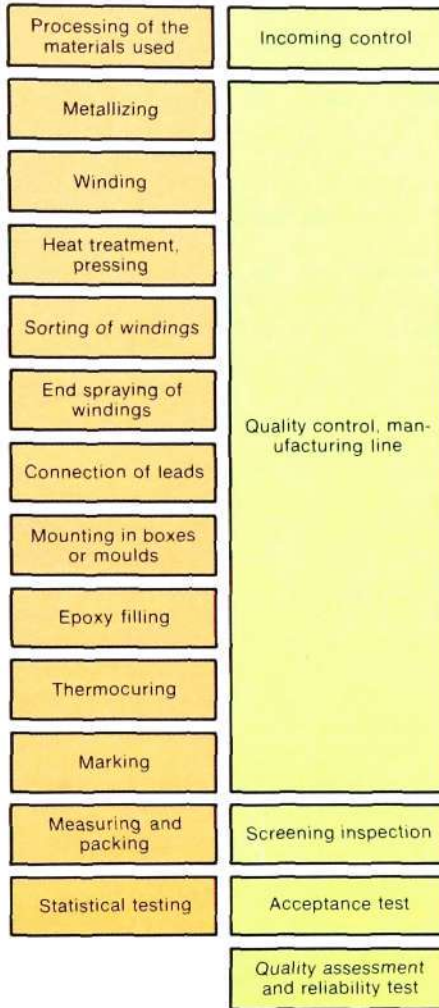 Processing of the
materials used
Incoming control
Metallizing
Winding
Heat treatment,
pressing
Sorting of windings
End spraying of
windings
Connection of leads
Mounting in boxes
or moulds
Epoxy filling
Thermocuring
Marking
Quality control, man-
ufacturing line
Measuring and
packing
Screening inspection
Statistical testing
Acceptance test
Quality assessment
and reliability test